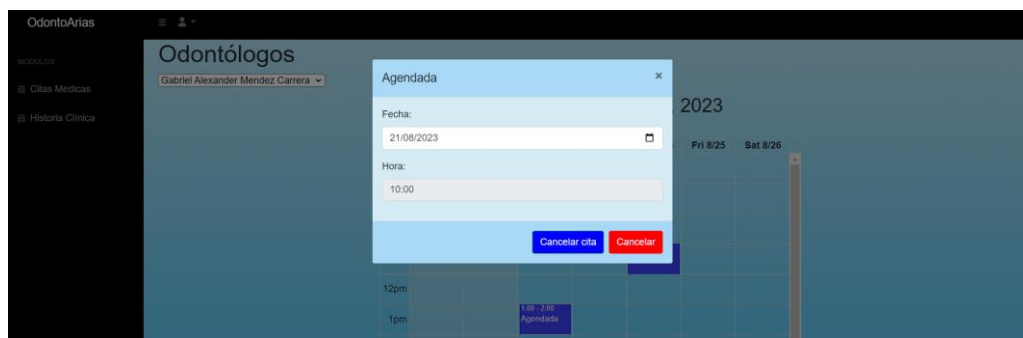 OdontoArias
MODULOS
Citas Medicas
Historia Clínica
Odontólogos
Gabriel Alexander Mendez Carrera
Agendada ×
Fecha:
21/08/2023
Hora:
10:00
Cancelar cita Cancelar
2023
Fri 8/25 Sat 8/26
12pm
1pm
1:00 - 2:00
Agendada